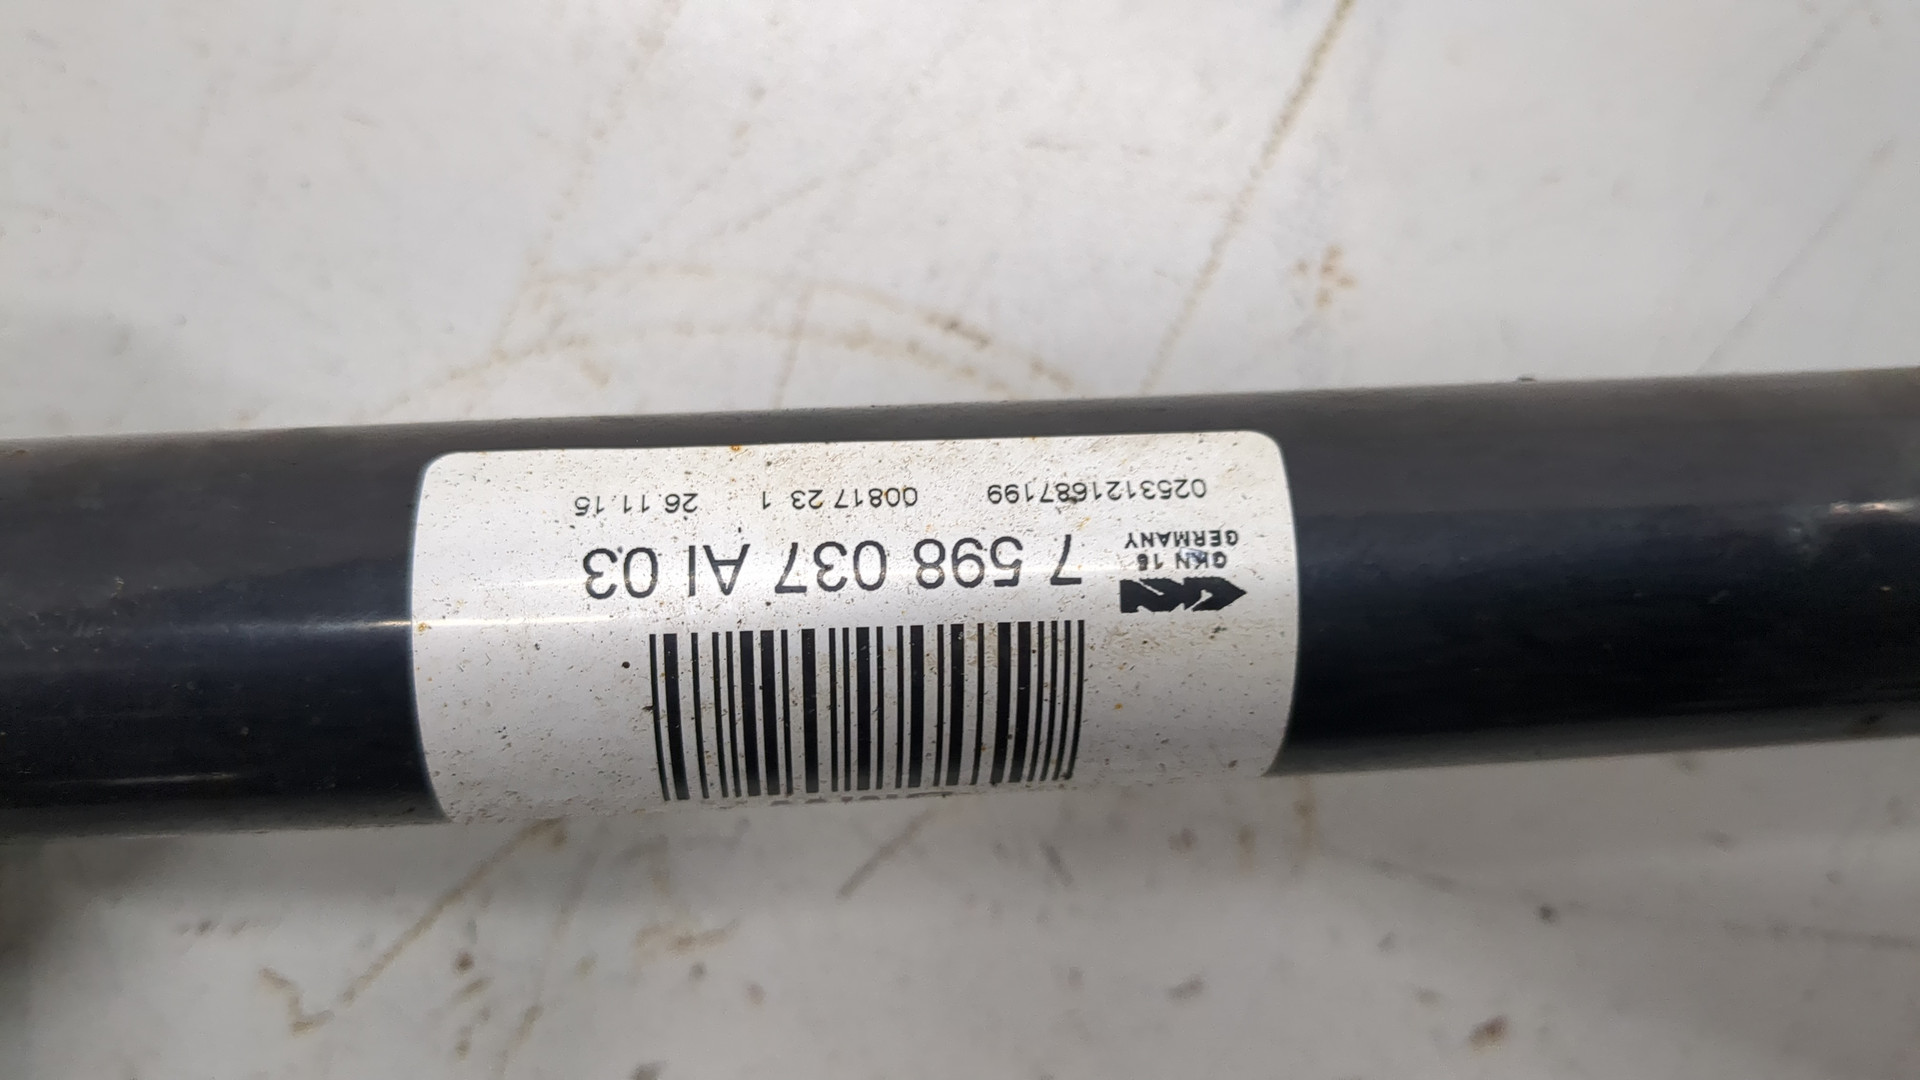 GKN 16
GERMANY
7 598 037 AI 03
0253121687199 00817 23 1 26.11.15